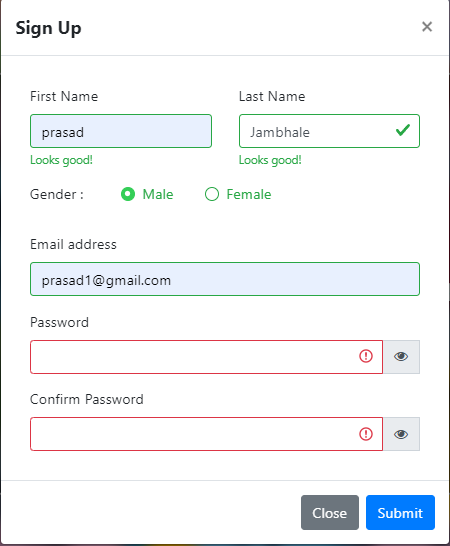 Sign Up ×
First Name Last Name
prasad Jambhale
Looks good! Looks good!
Gender : Male Female
Email address
prasad1@gmail.com
Password
Confirm Password
Close Submit